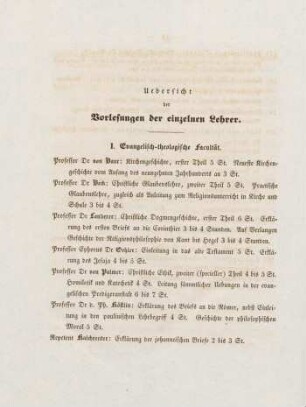 Uebersicht
der
Vorlesungen der einzelnen Lehrer.
I. Evangelisch-theologische Facultät.
Professor Dr von Baur: Kirchengeschichte, erster Theil 5 St. Neueste Kirchen-
geschichte vom Anfang des neunzehnten Jahrhunderts an 3 St.
Professor Dr Beck: Christliche Glaubenslehre, zweiter Theil 5 St. Practische
Glaubenslehre, zugleich als Anleitung zum Religionsunterricht in Kirche und
Schule 3 bis 4 St.
Professor Dr Landerer: Christliche Dogmengeschichte, erster Theil 6 St. Erklä-
rung des ersten Briefs an die Corinthier 3 bis 4 Stunden. Auf Verlangen
Geschichte der Religionsphilosophie von Kant bis Hegel 3 bis 4 Stunden.
Professor Ephorus Dr Oehler: Einleitung in das alte Testament 5 St. Erklä-
rung des Jesaja 4 bis 5 St.
Professor Dr von Palmer: Christliche Ethik, zweiter (specieller) Theil 4 bis 5 St.
Homiletik und Katechetik 4 St. Leitung sämmtlicher Uebungen in der evan-
gelischen Predigeranstalt 6 bis 7 St.
Professor Dr v. Ph. Köstlin: Erklärung des Briefs an die Römer, nebst Einlei-
tung in den paulinischen Lehrbegriff 4 St. Geschichte der philosophischen
Moral 5 St.
Repetent Kalchreuter: Erklärung der johanneischen Briefe 2 bis 3 St.